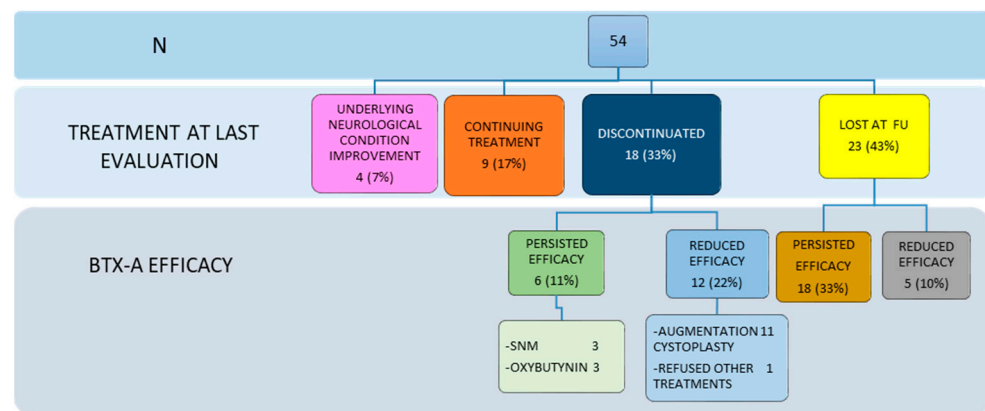 N
54
TREATMENT AT LAST
EVALUATION
UNDERLYING
NEUROLOGICAL
CONDITION
IMPROVEMENT
4 (7%)
CONTINUING
TREATMENT
9 (17%)
DISCONTINUATED
18 (33%)
LOST AT FU
23 (43%)
BTX-A EFFICACY
PERSISTED
EFFICACY
6 (11%)
REDUCED
EFFICACY
12 (22%)
PERSISTED
EFFICACY
18 (33%)
REDUCED
EFFICACY
5 (10%)
-SNM 3
-OXYBUTYNIN 3
-AUGMENTATION 11
CYSTOPLASTY
-REFUSED OTHER 1
TREATMENTS